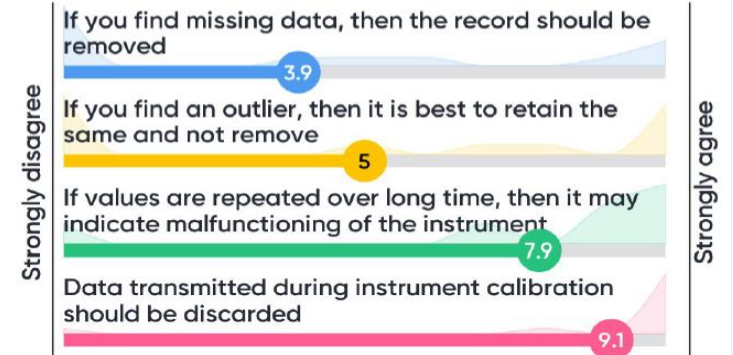 If you find missing data, then the record should be
removed
3.9
If you find an outlier, then it is best to retain the
same and not remove
5
If values are repeated over long time, then it may
indicate malfunctioning of the instrument
7.9
Data transmitted during instrument calibration
should be discarded
9.1
Strongly disagree
Strongly agree